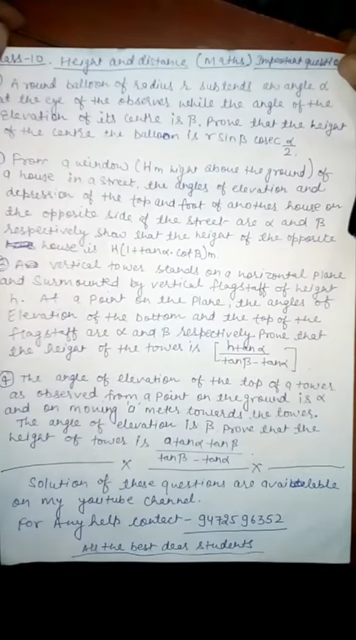 lass-10. Height and distance (Maths) Important questio
) A round balloon of radius r subtends an angle α
at the eye of the observer while the angle of the
Elevation of its centre is β. Prove that the height
of the centre the balloon is r sinβ cosec α/2.
) From a window (Hm hight above the ground) of
a house in a street, the angles of elevation and
depression of the top and foot of another house on
the opposite side of the street are α and β
respectively show that the height of the opposite
house is H(1+tanα·cotβ)m.
③ A vertical tower stands on a horizontal plane
and Surmounted by vertical flagstaff of height
h. At a Point on the Plane, the angles of
Elevation of the bottom and the top of the
flagstaff are α and β respectively. Prove that
the height of the tower is [h tanα / tanβ - tanα]
④ The angle of elevation of the top of a tower
as observed from a point on the ground is α
and on moving 'a' meter towards the tower.
The angle of elevation is β. prove that the
height of tower is a tanα tanβ / tanβ - tanα
x x
Solution of these questions are available
on my youtube channel.
For Any help contact - 9472596352
All the best dear students